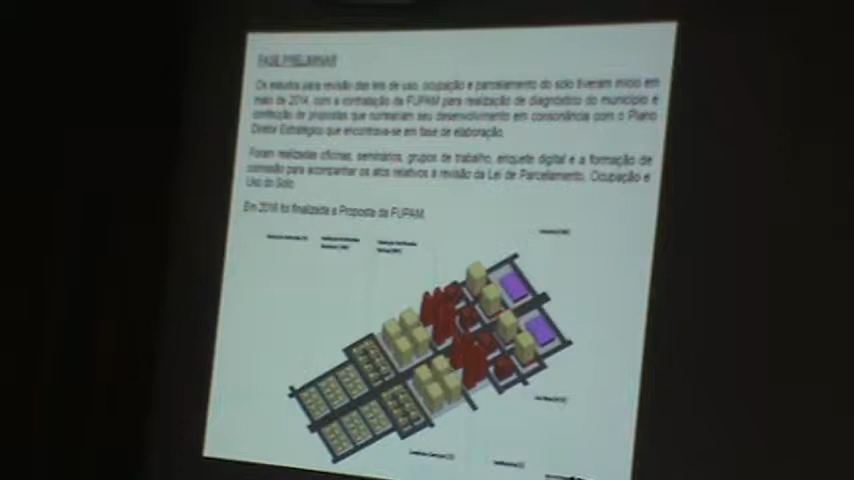 FASE PRELIMINAR
Os estudos para revisão das leis de uso, ocupação e parcelamento do solo tiveram início em
maio de 2014, com a contratação da FUPAM para realização de diagnóstico do município e
confecção de propostas que norteariam seu desenvolvimento em consonância com o Plano
Diretor Estratégico que encontrava-se em fase de elaboração.
Foram realizadas oficinas, seminários, grupos de trabalho, enquete digital e a formação de
comissão para acompanhar os atos relativos à revisão da Lei de Parcelamento, Ocupação e
Uso do Solo.
Em 2016 foi finalizada a Proposta da FUPAM.